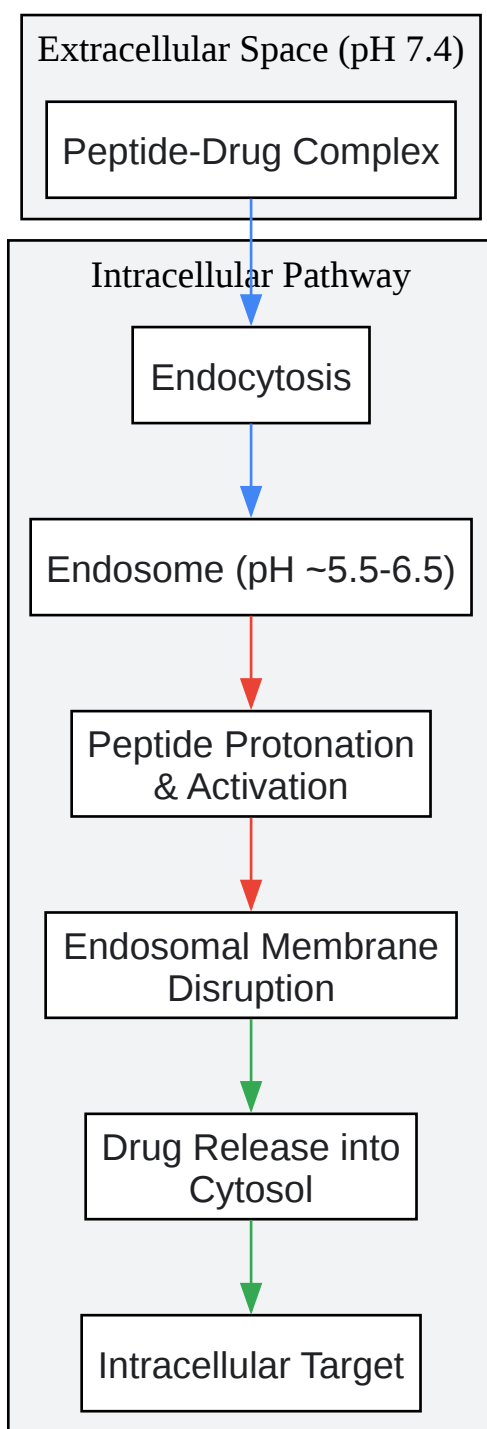 Extracellular Space (pH 7.4)
Peptide-Drug Complex
Intracellular Pathway
Endocytosis
Endosome (pH ~5.5-6.5)
Peptide Protonation
& Activation
Endosomal Membrane
Disruption
Drug Release into
Cytosol
Intracellular Target